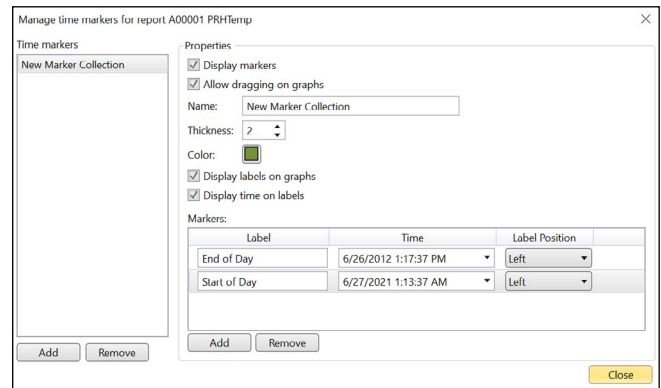 Manage time markers for report A00001 PRHTemp
Time markers
New Marker Collection
Add Remove
Properties
Display markers
Allow dragging on graphs
Name: New Marker Collection
Thickness: 2
Color:
Display labels on graphs
Display time on labels
Markers:
Label Time Label Position
End of Day 6/26/2012 1:17:37 PM Left
Start of Day 6/27/2021 1:13:37 AM Left
Add Remove
Close